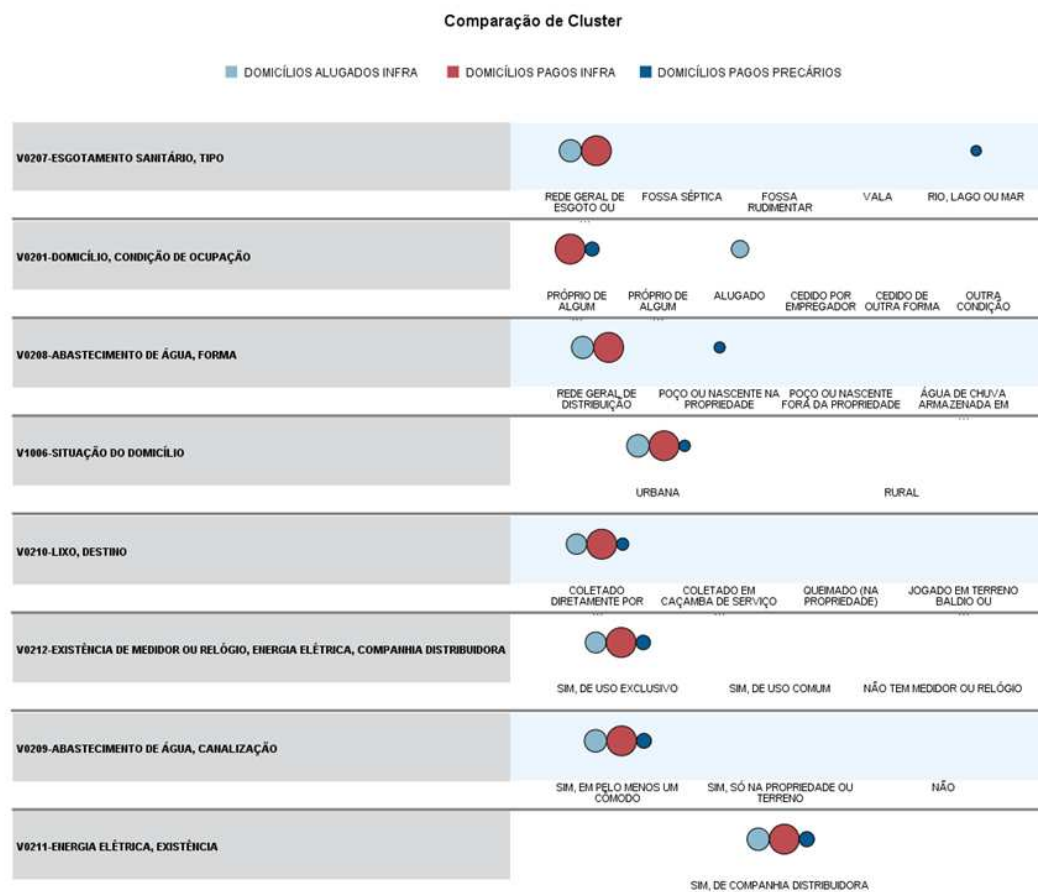 Comparação de Cluster
DOMICÍLIOS ALUGADOS INFRA DOMICÍLIOS PAGOS INFRA DOMICÍLIOS PAGOS PRECÁRIOS
V0207-ESGOTAMENTO SANITÁRIO, TIPO
REDE GERAL DE ESGOTO OU ...
FOSSA SÉPTICA
FOSSA RUDIMENTAR
VALA
RIO, LAGO OU MAR
V0201-DOMICÍLIO, CONDIÇÃO DE OCUPAÇÃO
PRÓPRIO DE ALGUM ...
PRÓPRIO DE ALGUM ...
ALUGADO
CEDIDO POR EMPREGADOR
CEDIDO DE OUTRA FORMA
OUTRA CONDIÇÃO
V0208-ABASTECIMENTO DE ÁGUA, FORMA
REDE GERAL DE DISTRIBUIÇÃO
POÇO OU NASCENTE NA PROPRIEDADE
POÇO OU NASCENTE FORA DA PROPRIEDADE
ÁGUA DE CHUVA ARMAZENADA EM ...
V1006-SITUAÇÃO DO DOMICÍLIO
URBANA
RURAL
V0210-LIXO, DESTINO
COLETADO DIRETAMENTE POR ...
COLETADO EM CAÇAMBA DE SERVIÇO ...
QUEIMADO (NA PROPRIEDADE)
JOGADO EM TERRENO BALDIO OU ...
V0212-EXISTÊNCIA DE MEDIDOR OU RELÓGIO, ENERGIA ELÉTRICA, COMPANHIA DISTRIBUIDORA
SIM, DE USO EXCLUSIVO
SIM, DE USO COMUM
NÃO TEM MEDIDOR OU RELÓGIO
V0209-ABASTECIMENTO DE ÁGUA, CANALIZAÇÃO
SIM, EM PELO MENOS UM CÔMODO
SIM, SÓ NA PROPRIEDADE OU TERRENO
NÃO
V0211-ENERGIA ELÉTRICA, EXISTÊNCIA
SIM, DE COMPANHIA DISTRIBUIDORA